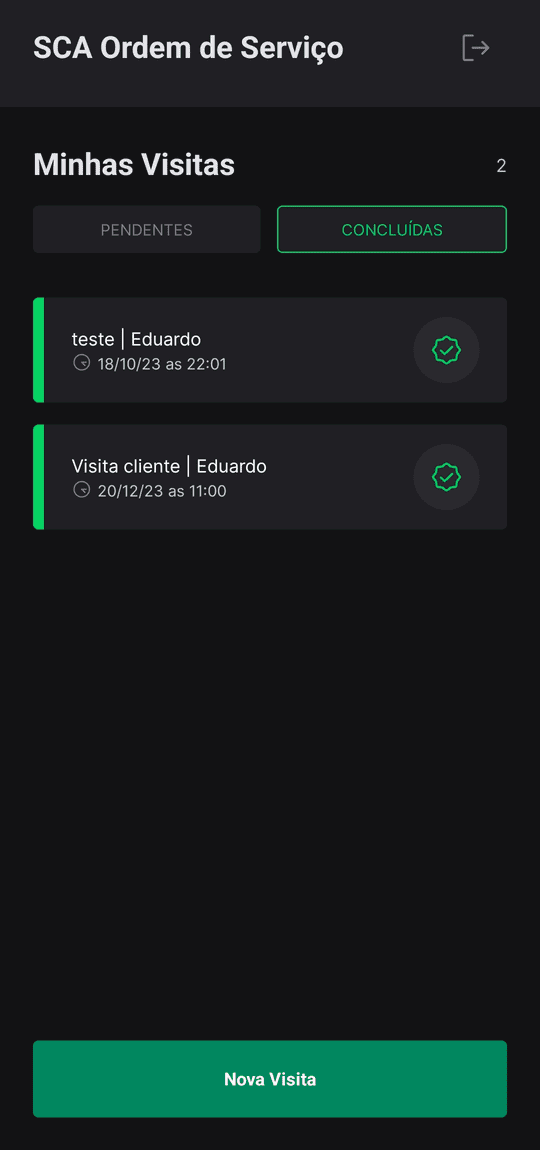 SCA Ordem de Serviço
Minhas Visitas
2
PENDENTES
CONCLUÍDAS
teste | Eduardo
18/10/23 as 22:01
Visita cliente | Eduardo
20/12/23 as 11:00
Nova Visita